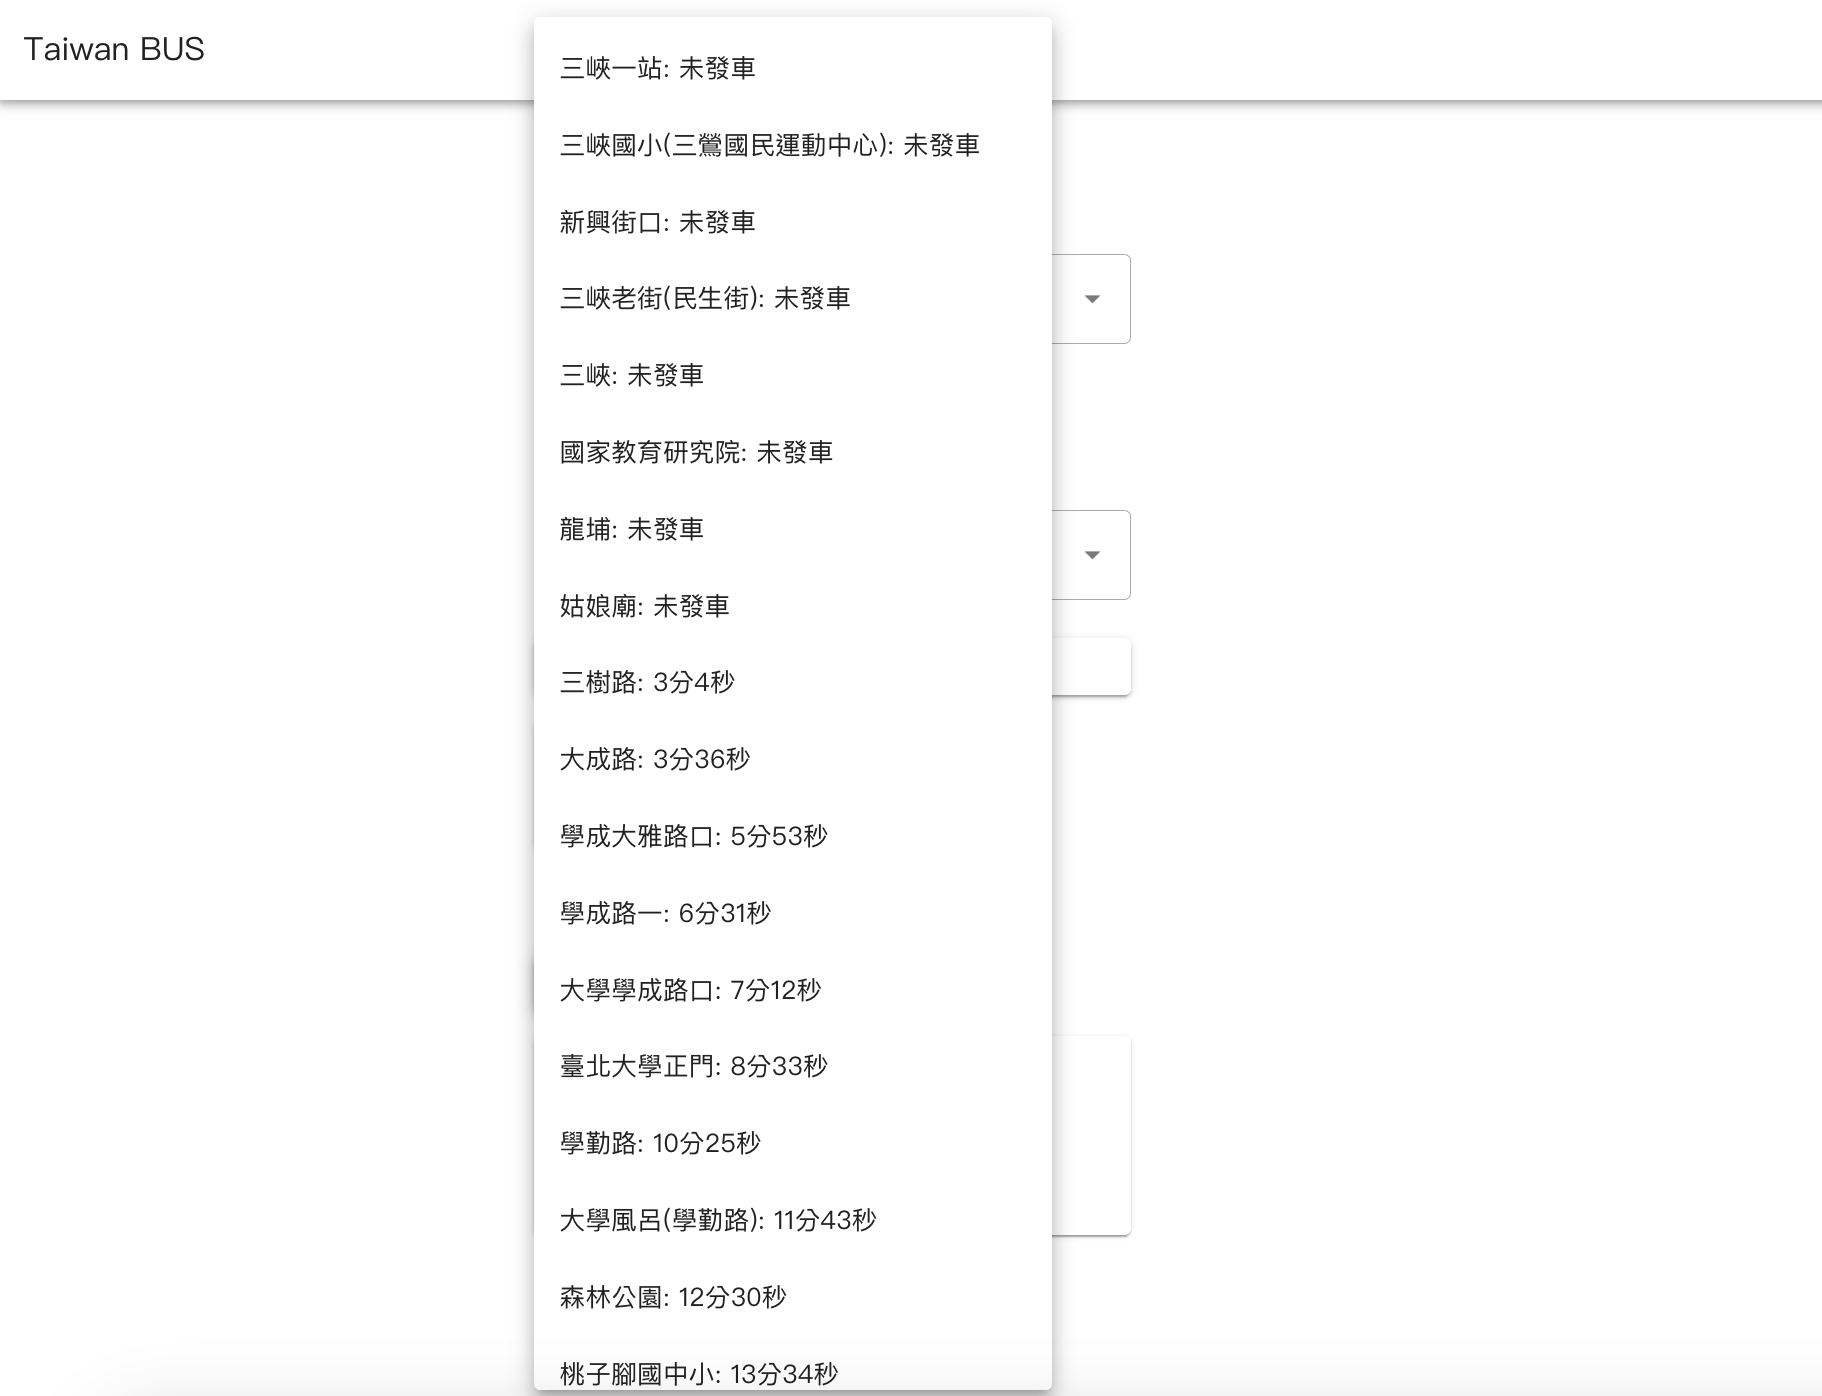 Taiwan BUS
三峽一站: 未發車
三峽國小(三鶯國民運動中心): 未發車
新興街口: 未發車
三峽老街(民生街): 未發車
三峽: 未發車
國家教育研究院: 未發車
龍埔: 未發車
姑娘廟: 未發車
三樹路: 3分4秒
大成路: 3分36秒
學成大雅路口: 5分53秒
學成路一: 6分31秒
大學學成路口: 7分12秒
臺北大學正門: 8分33秒
學勤路: 10分25秒
大學風呂(學勤路): 11分43秒
森林公園: 12分30秒
桃子腳國中小: 13分34秒